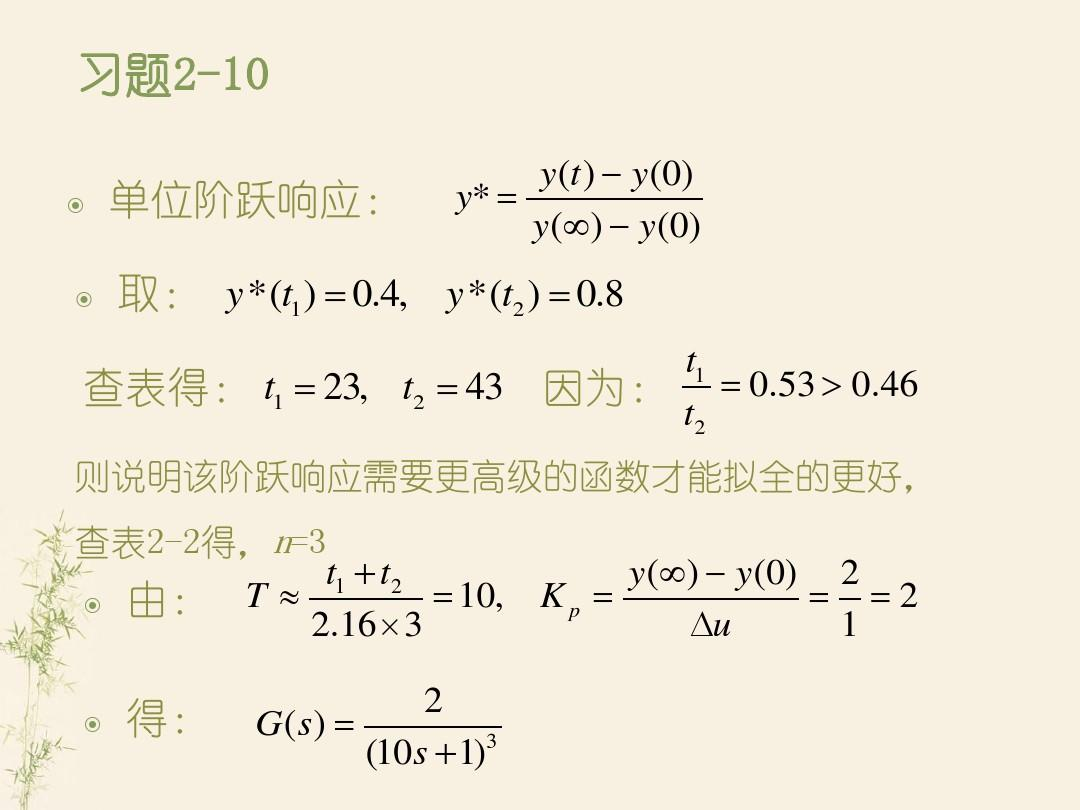 习题2-10
单位阶跃响应: y* = (y(t) − y(0)) / (y(∞) − y(0))
取: y*(t₁) = 0.4, y*(t₂) = 0.8
查表得: t₁ = 23, t₂ = 43 因为: t₁/t₂ = 0.53 > 0.46
则说明该阶跃响应需要更高级的函数才能拟全的更好,
查表2-2得, n=3
由: T ≈ (t₁ + t₂) / (2.16×3) = 10, Kₚ = (y(∞) − y(0)) / Δu = 2/1 = 2
得: G(s) = 2 / (10s + 1)³